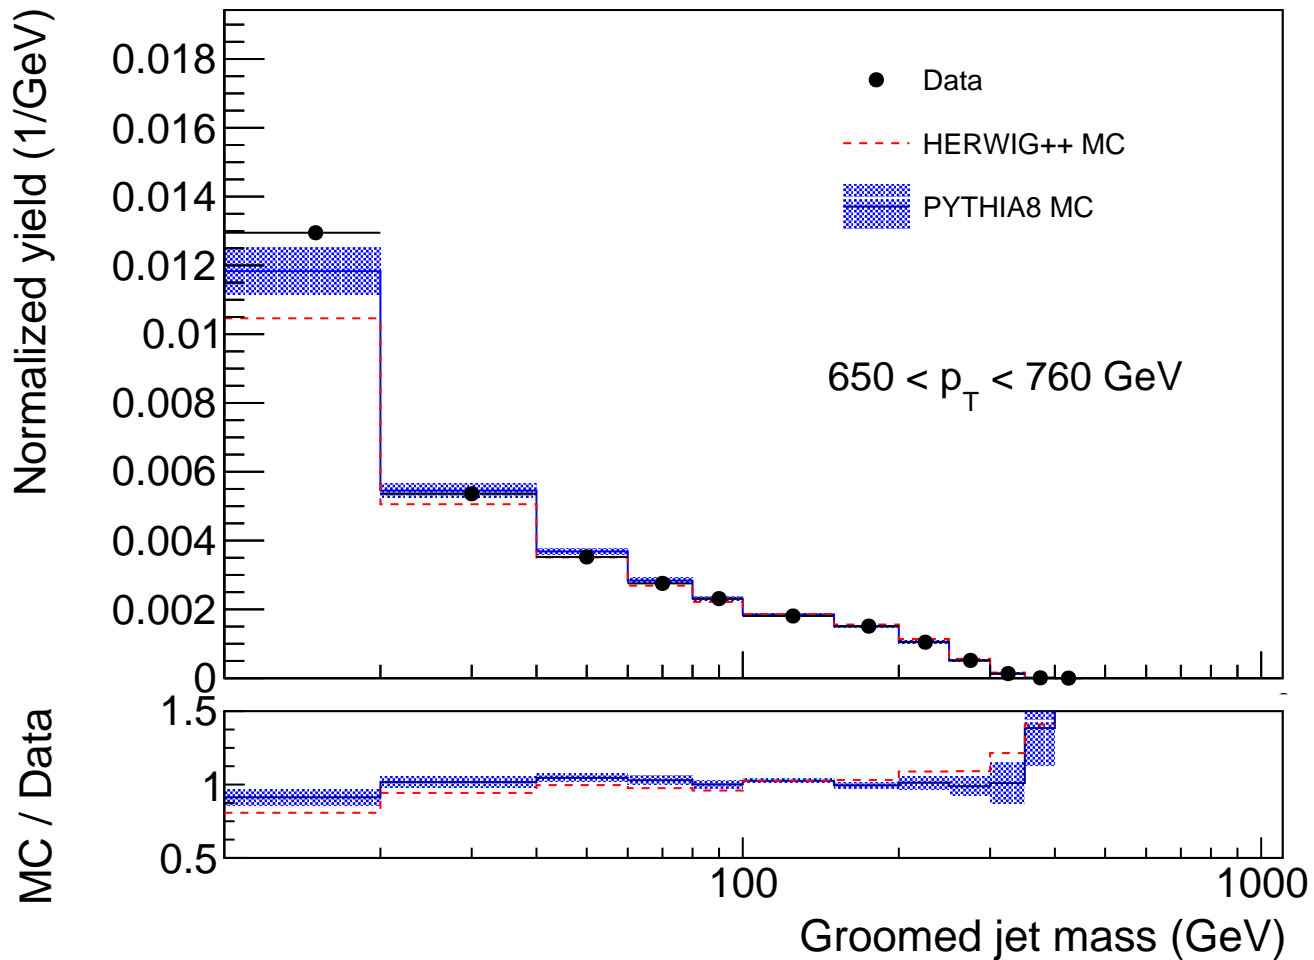 Normalized yield (1/GeV)
0.018
0.016
0.014
0.012
0.01
0.008
0.006
0.004
0.002
0
Data
HERWIG++ MC
PYTHIA8 MC
650 < p_T < 760 GeV
MC / Data
1.5
1
0.5
100
1000
Groomed jet mass (GeV)